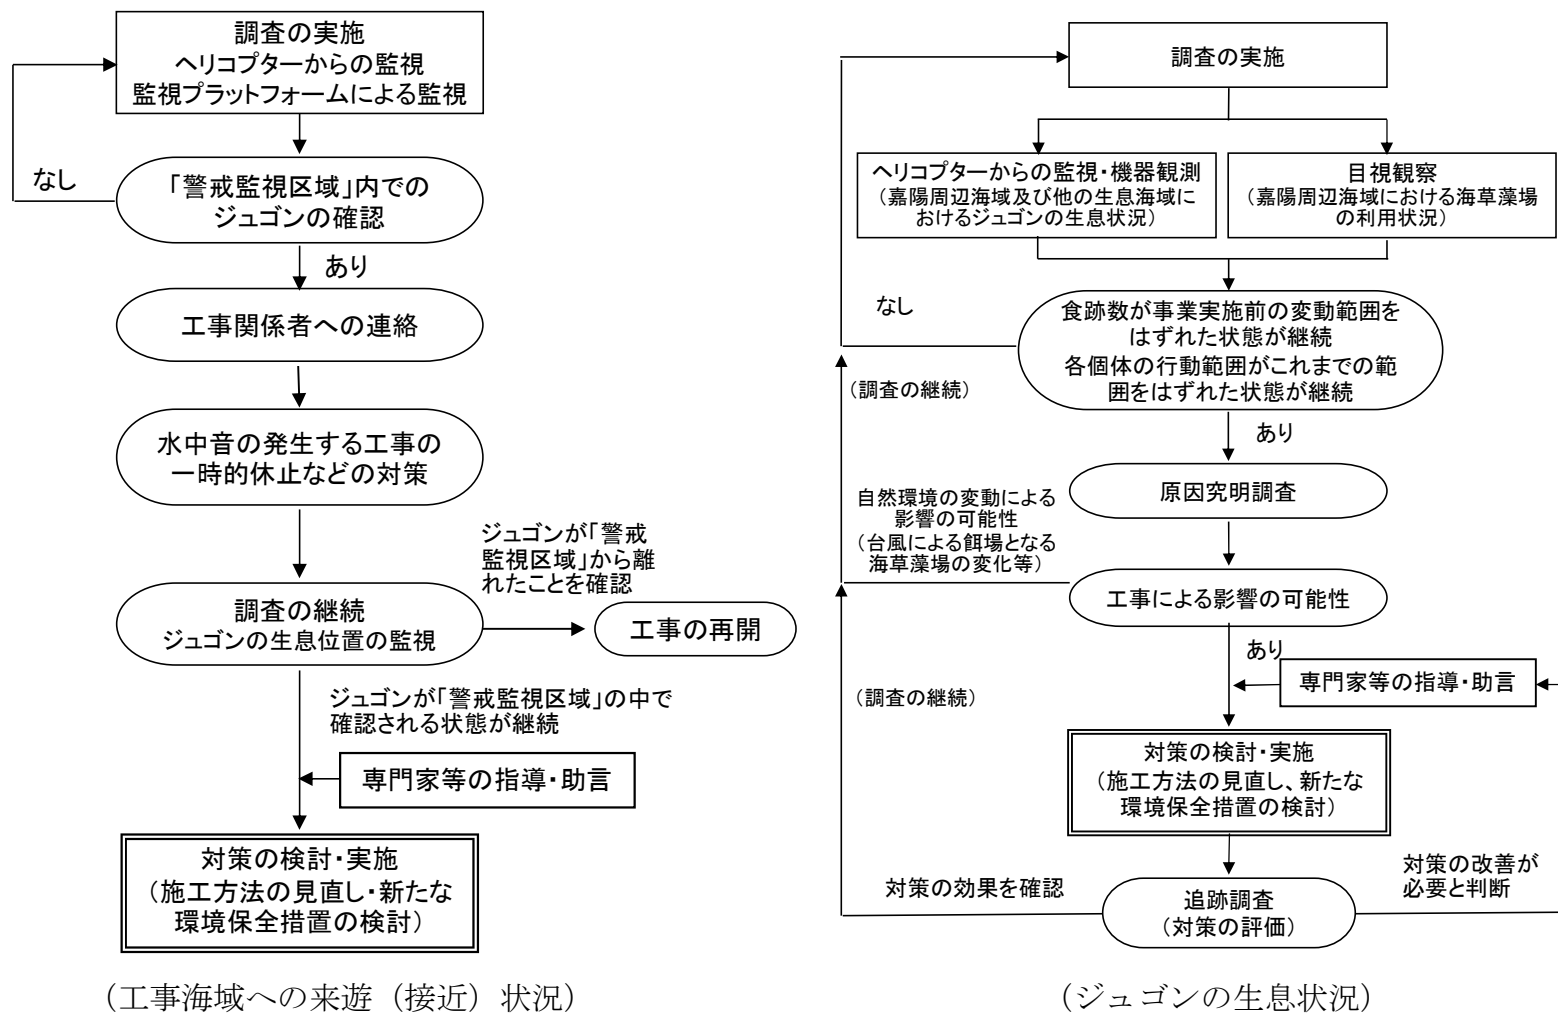 調査の実施
ヘリコプターからの監視
監視プラットフォームによる監視
なし
「警戒監視区域」内での
ジュゴンの確認
あり
工事関係者への連絡
水中音の発生する工事の
一時的休止などの対策
ジュゴンが「警戒
監視区域」から離
れたことを確認
調査の継続
ジュゴンの生息位置の監視
工事の再開
ジュゴンが「警戒監視区域」の中で
確認される状態が継続
専門家等の指導・助言
対策の検討・実施
(施工方法の見直し・新たな
環境保全措置の検討)
(工事海域への来遊(接近)状況)
調査の実施
ヘリコプターからの監視・機器観測
(嘉陽周辺海域及び他の生息海域に
おけるジュゴンの生息状況)
目視観察
(嘉陽周辺海域における海草藻場
の利用状況)
なし
食跡数が事業実施前の変動範囲を
はずれた状態が継続
各個体の行動範囲がこれまでの範
囲をはずれた状態が継続
(調査の継続)
あり
原因究明調査
自然環境の変動による
影響の可能性
(台風による餌場となる
海草藻場の変化等)
工事による影響の可能性
あり
専門家等の指導・助言
(調査の継続)
対策の検討・実施
(施工方法の見直し、新たな
環境保全措置の検討)
対策の効果を確認
追跡調査
(対策の評価)
対策の改善が
必要と判断
(ジュゴンの生息状況)